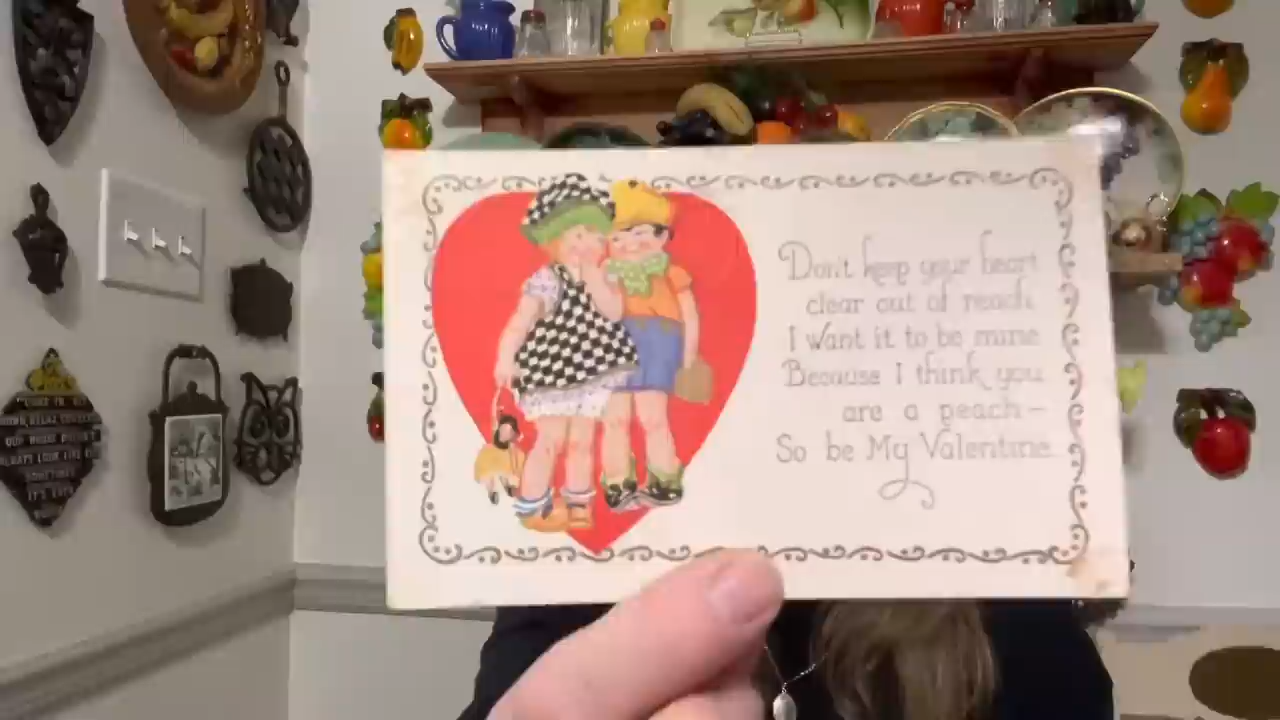 Don't keep your heart
clear out of reach
I want it to be mine
Because I think you
are a peach-
So be My Valentine